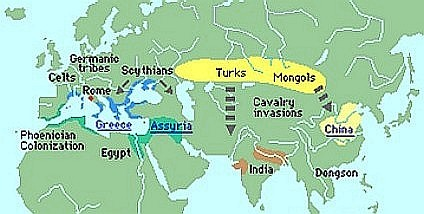 Germanic
tribes
Celts
Scythians
Rome
Turks
Mongols
Cavalry
invasions
Greece
Assyria
China
Phoenician
Colonization
Egypt
India
Dongson